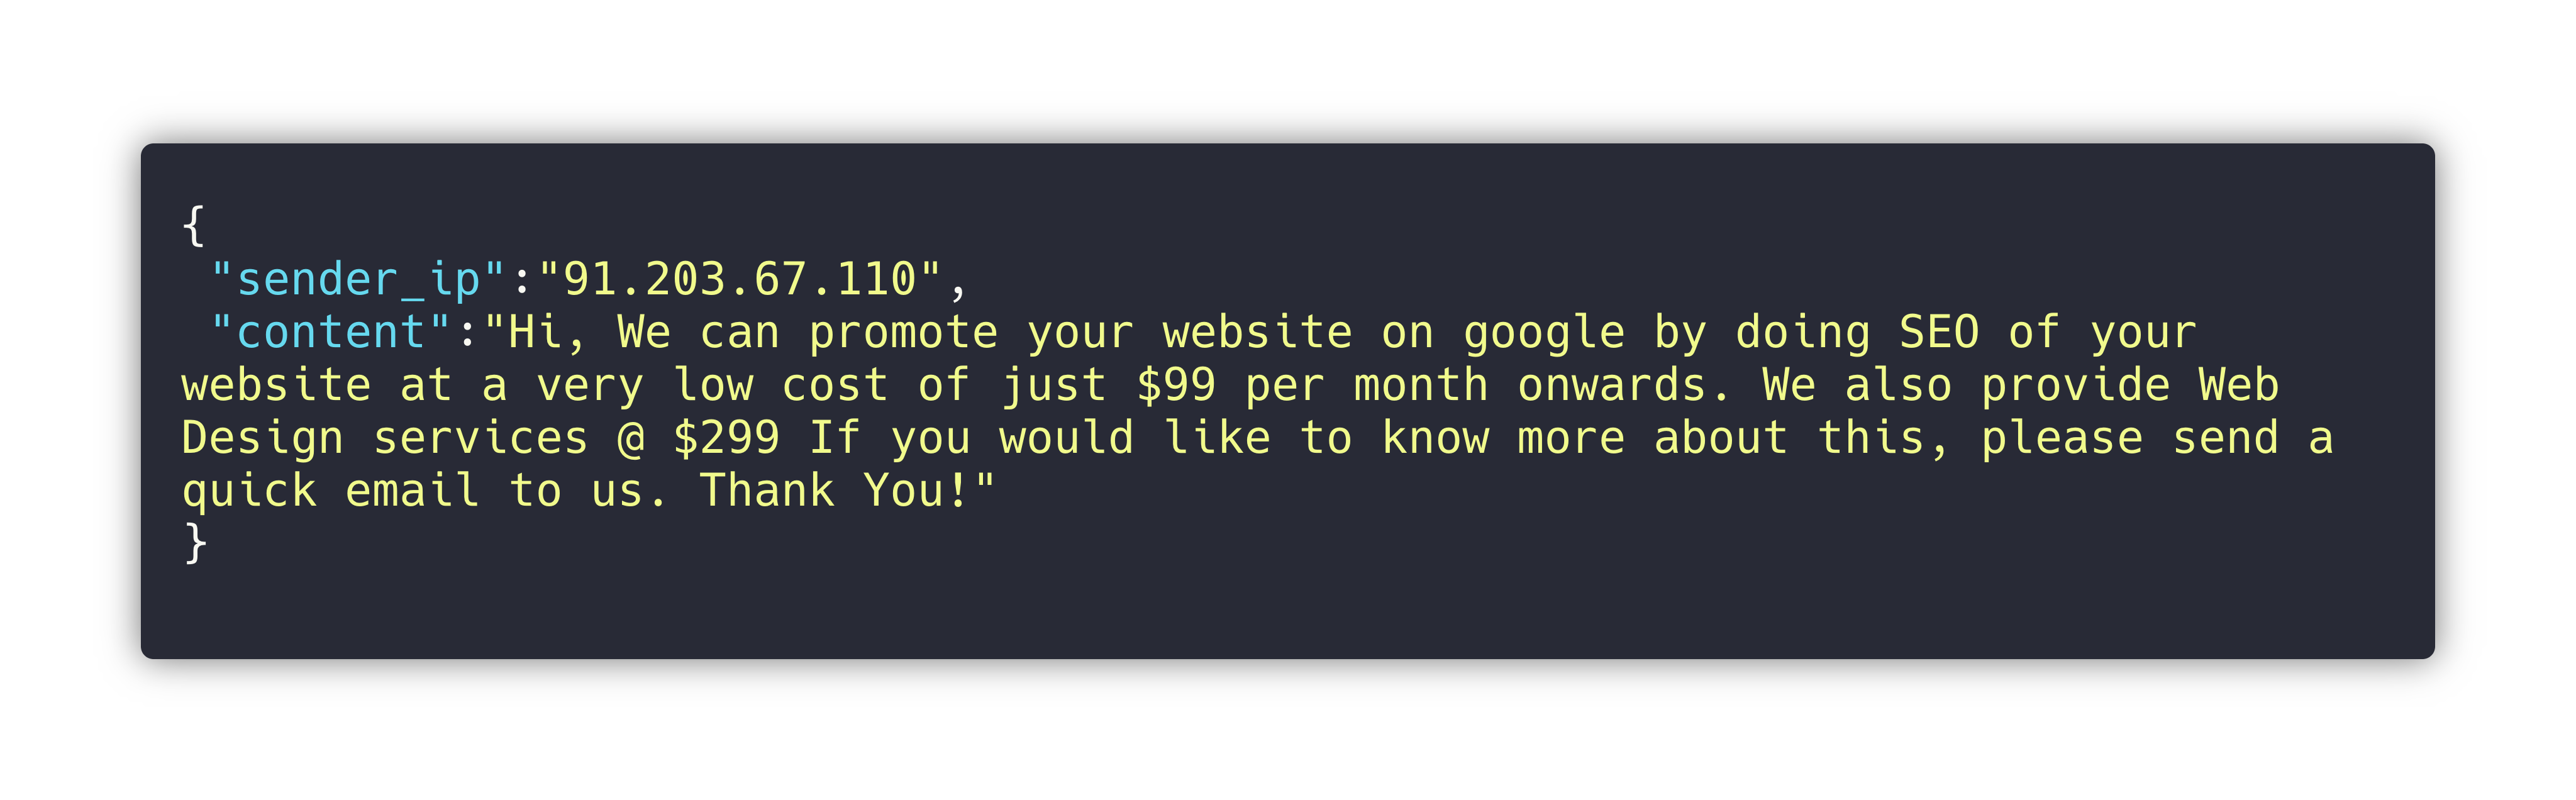 {
 "sender_ip":"91.203.67.110",
 "content":"Hi, We can promote your website on google by doing SEO of your
website at a very low cost of just $99 per month onwards. We also provide Web
Design services @ $299 If you would like to know more about this, please send a
quick email to us. Thank You!"
}